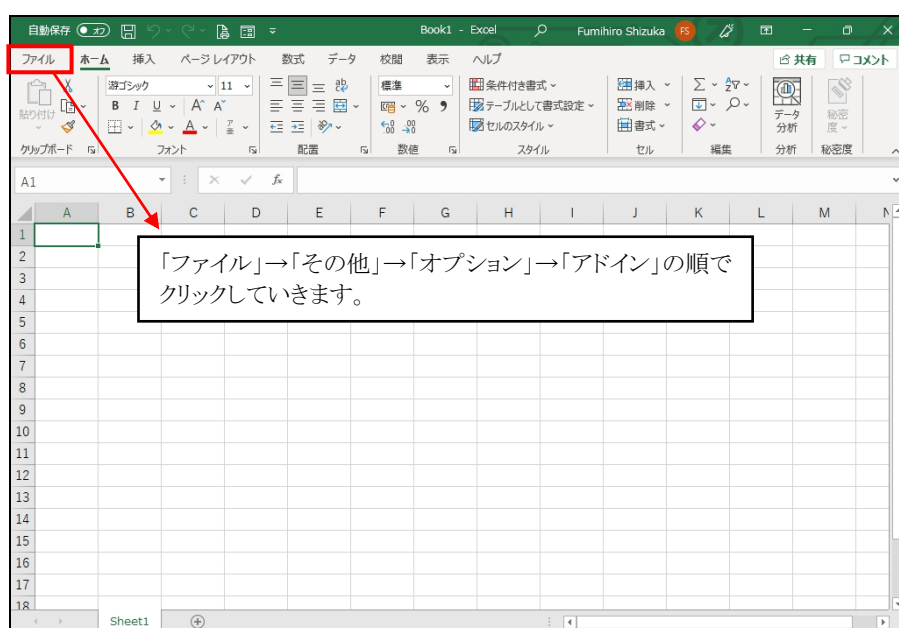 自動保存 オフ Book1 - Excel Fumihiro Shizuka FS
ファイル ホーム 挿入 ページ レイアウト 数式 データ 校閲 表示 ヘルプ 共有 コメント
貼り付け 游ゴシック 11 標準 条件付き書式 挿入 Σ
B I U A A ab % 9 テーブルとして書式設定 削除 データ 分析 秘密度
A セルのスタイル 書式
クリップボード フォント 配置 数値 スタイル セル 編集 分析 秘密度
A1 fx
A B C D E F G H I J K L M N
1
2
3
4
5
6
7
8
9
10
11
12
13
14
15
16
17
18
「ファイル」→「その他」→「オプション」→「アドイン」の順で
クリックしていきます。
Sheet1